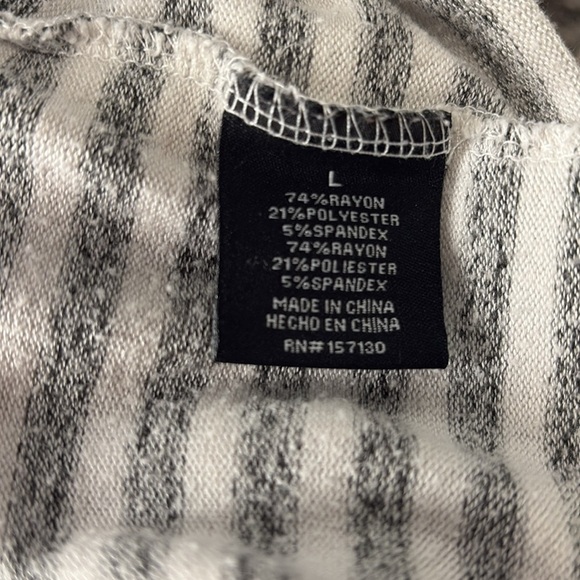 L
74%RAYON
21%POLYESTER
5%SPANDEX
74%RAYON
21%POLIESTER
5%SPANDEX
MADE IN CHINA
HECHO EN CHINA
RN#157130